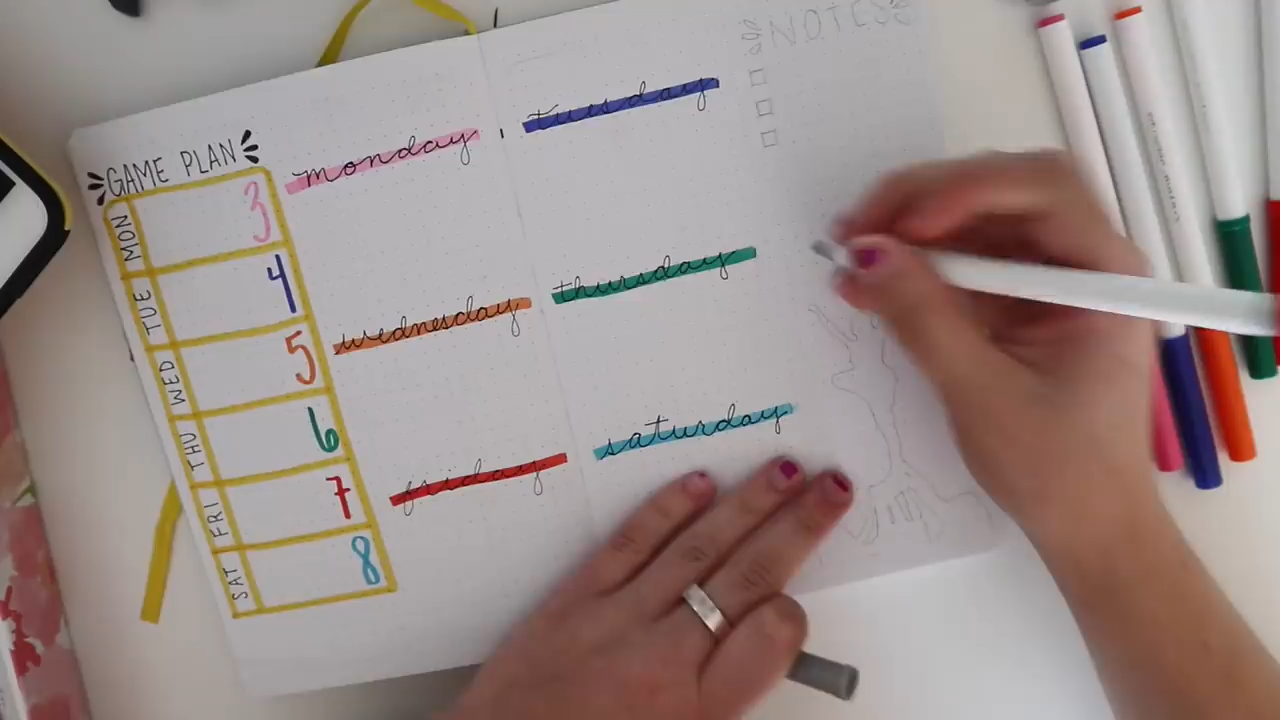 GAME PLAN
MON 3
TUE 4
WED 5
THU 6
FRI 7
SAT 8
monday
tuesday
wednesday
thursday
friday
saturday
NOTES